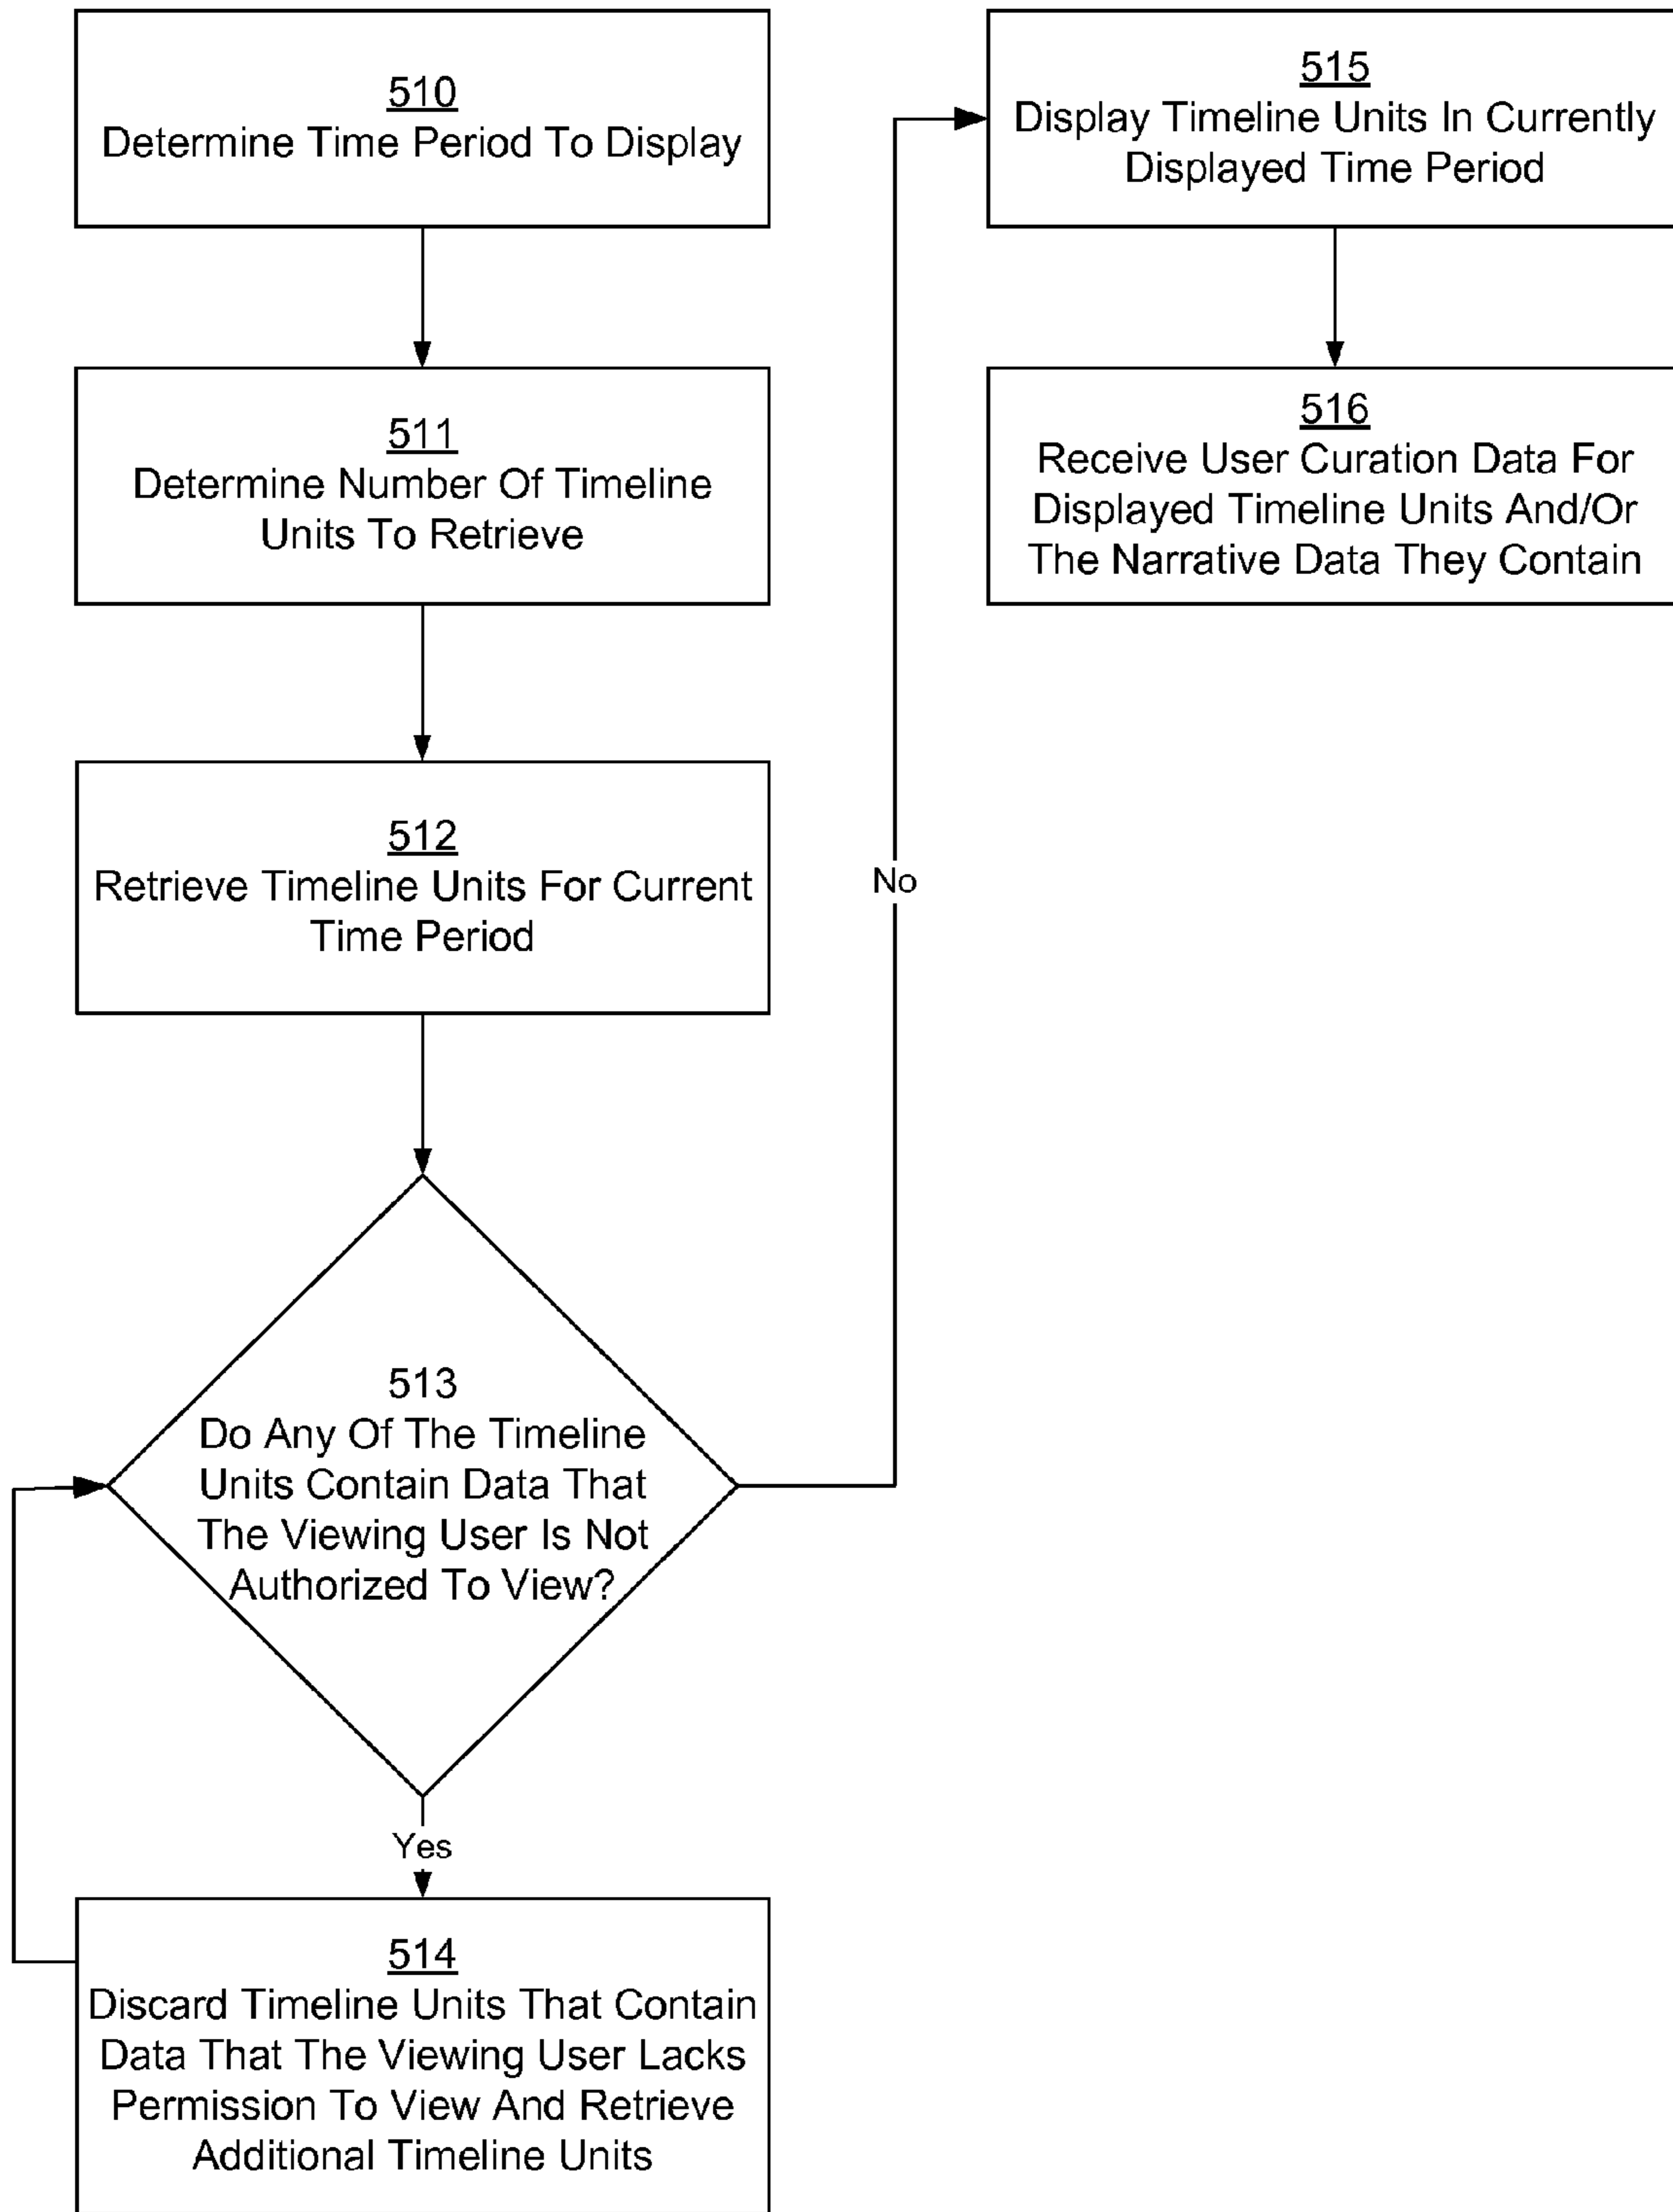 510
Determine Time Period To Display
511
Determine Number Of Timeline
Units To Retrieve
512
Retrieve Timeline Units For Current
Time Period
513
Do Any Of The Timeline
Units Contain Data That
The Viewing User Is Not
Authorized To View?
Yes
514
Discard Timeline Units That Contain
Data That The Viewing User Lacks
Permission To View And Retrieve
Additional Timeline Units
No
515
Display Timeline Units In Currently
Displayed Time Period
516
Receive User Curation Data For
Displayed Timeline Units And/Or
The Narrative Data They Contain